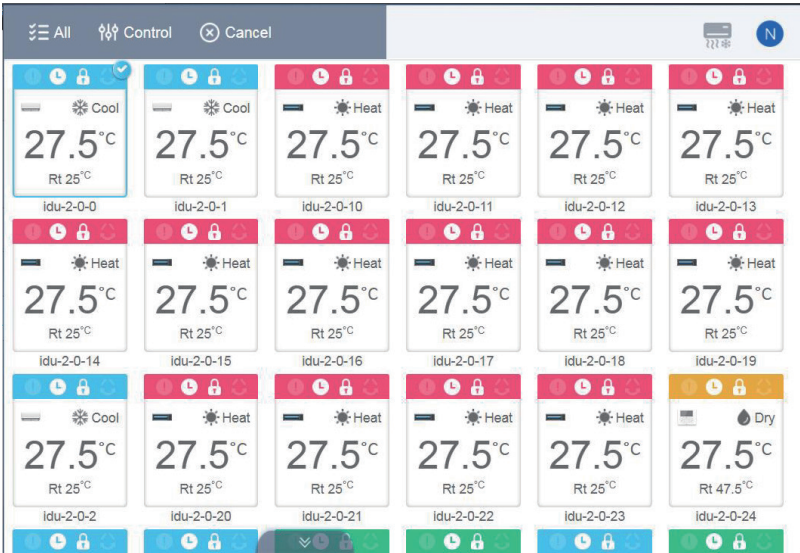 All Control Cancel N
Cool Cool Heat Heat Heat Heat
27.5°C 27.5°C 27.5°C 27.5°C 27.5°C 27.5°C
Rt 25°C Rt 25°C Rt 25°C Rt 25°C Rt 25°C Rt 25°C
idu-2-0-0 idu-2-0-1 idu-2-0-10 idu-2-0-11 idu-2-0-12 idu-2-0-13
Heat Heat Heat Heat Heat Heat
27.5°C 27.5°C 27.5°C 27.5°C 27.5°C 27.5°C
Rt 25°C Rt 25°C Rt 25°C Rt 25°C Rt 25°C Rt 25°C
idu-2-0-14 idu-2-0-15 idu-2-0-16 idu-2-0-17 idu-2-0-18 idu-2-0-19
Cool Heat Heat Heat Heat Dry
27.5°C 27.5°C 27.5°C 27.5°C 27.5°C 27.5°C
Rt 25°C Rt 25°C Rt 25°C Rt 25°C Rt 25°C Rt 47.5°C
idu-2-0-2 idu-2-0-20 idu-2-0-21 idu-2-0-22 idu-2-0-23 idu-2-0-24